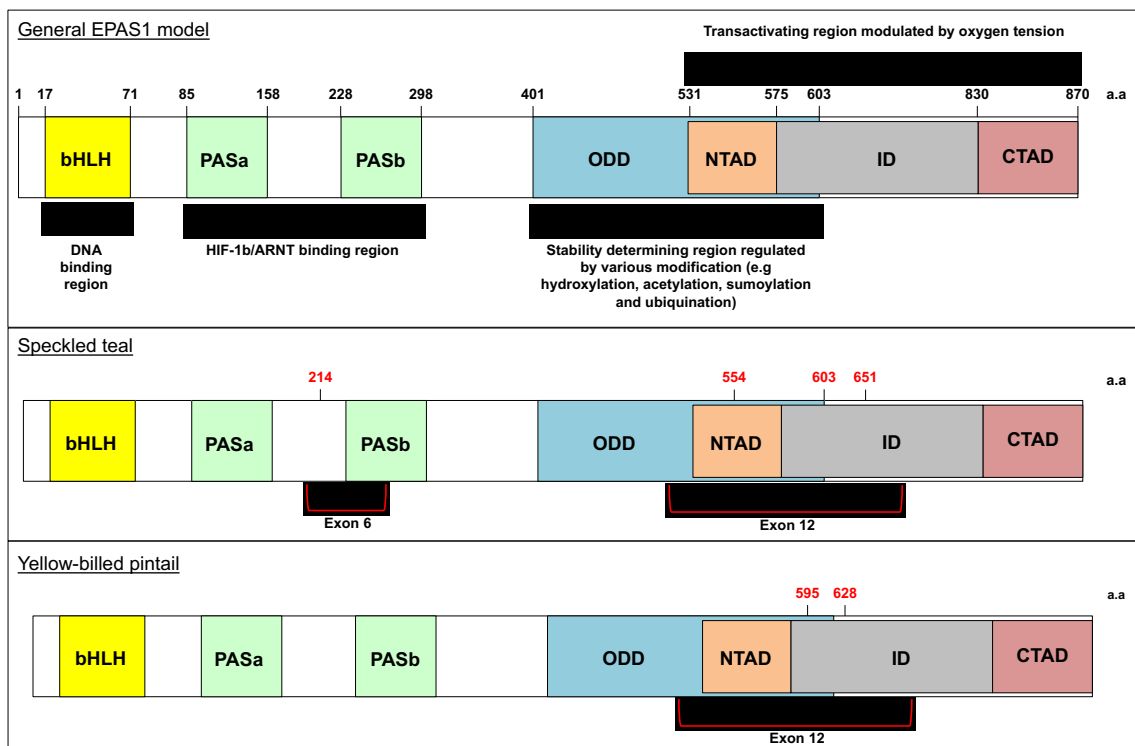 General EPAS1 model
Transactivating region modulated by oxygen tension
1 17 71 85 158 228 298 401 531 575 603 830 870 a.a
bHLH PASa PASb ODD NTAD ID CTAD
DNA
binding
region
HIF-1b/ARNT binding region
Stability determining region regulated
by various modification (e.g
hydroxylation, acetylation, sumoylation
and ubiquination)
Speckled teal
214 554 603 651 a.a
bHLH PASa PASb ODD NTAD ID CTAD
Exon 6 Exon 12
Yellow-billed pintail
595 628 a.a
bHLH PASa PASb ODD NTAD ID CTAD
Exon 12